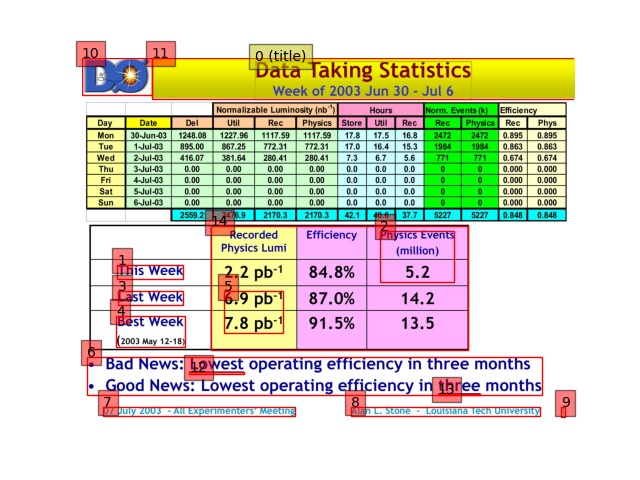 10 11 0 (title)
DØ
Data Taking Statistics
Week of 2003 Jun 30 - Jul 6
Normalizable Luminosity (nb-1) Hours Norm. Events (k) Efficiency
Day Date Del Util Rec Physics Store Util Rec Rec Physics Rec Phys
Mon 30-Jun-03 1248.08 1227.96 1117.59 1117.59 17.8 17.5 16.8 2472 2472 0.895 0.895
Tue 1-Jul-03 895.00 867.25 772.31 772.31 17.0 16.4 15.3 1984 1984 0.863 0.863
Wed 2-Jul-03 416.07 381.64 280.41 280.41 7.3 6.7 5.6 771 771 0.674 0.674
Thu 3-Jul-03 0.00 0.00 0.00 0.00 0.0 0.0 0.0 0 0 0.000 0.000
Fri 4-Jul-03 0.00 0.00 0.00 0.00 0.0 0.0 0.0 0 0 0.000 0.000
Sat 5-Jul-03 0.00 0.00 0.00 0.00 0.0 0.0 0.0 0 0 0.000 0.000
Sun 6-Jul-03 0.00 0.00 0.00 0.00 0.0 0.0 0.0 0 0 0.000 0.000
2559.2 2476.9 2170.3 2170.3 42.1 40.6 37.7 5227 5227 0.848 0.848
14 2
Recorded Physics Lumi Efficiency Physics Events (million)
1
This Week 2.2 pb-1 84.8% 5.2
3 5
Last Week 6.9 pb-1 87.0% 14.2
4
Best Week 7.8 pb-1 91.5% 13.5
(2003 May 12-18)
6
• Bad News: Lowest operating efficiency in three months
12
• Good News: Lowest operating efficiency in three months
13
7 8 9
07 July 2003 - All Experimenters' Meeting Alan L. Stone - Louisiana Tech University